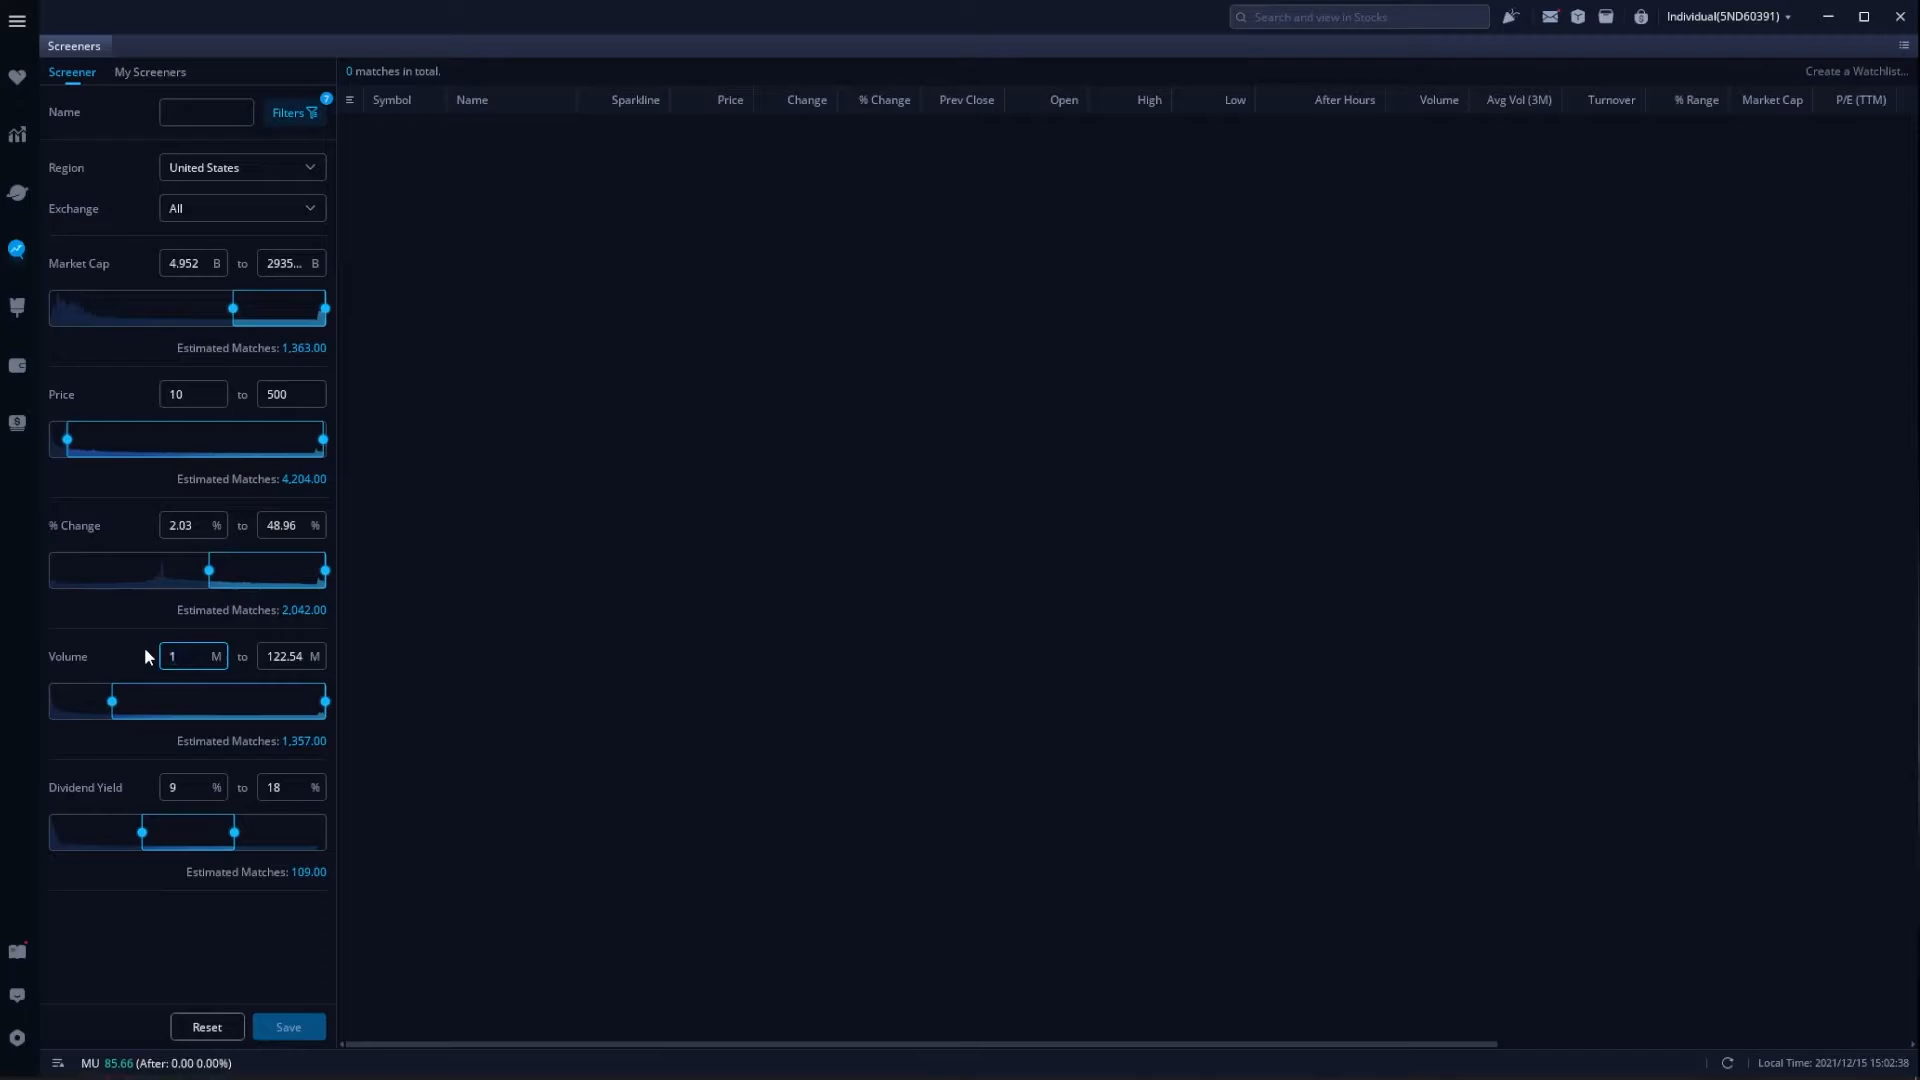 Search and view in Stocks
Individual(5ND60391)
Screeners
Screener My Screeners
0 matches in total.
Create a Watchlist...
Name
Filters
7
Symbol Name Sparkline Price Change % Change Prev Close Open High Low After Hours Volume Avg Vol (3M) Turnover % Range Market Cap P/E (TTM)
Region United States
Exchange All
Market Cap 4.952 B to 2935... B
Estimated Matches: 1,363.00
Price 10 to 500
Estimated Matches: 4,204.00
% Change 2.03 % to 48.96 %
Estimated Matches: 2,042.00
Volume 1 M to 122.54 M
Estimated Matches: 1,357.00
Dividend Yield 9 % to 18 %
Estimated Matches: 109.00
Reset Save
MU 85.66 (After: 0.00 0.00%)
Local Time: 2021/12/15 15:02:38